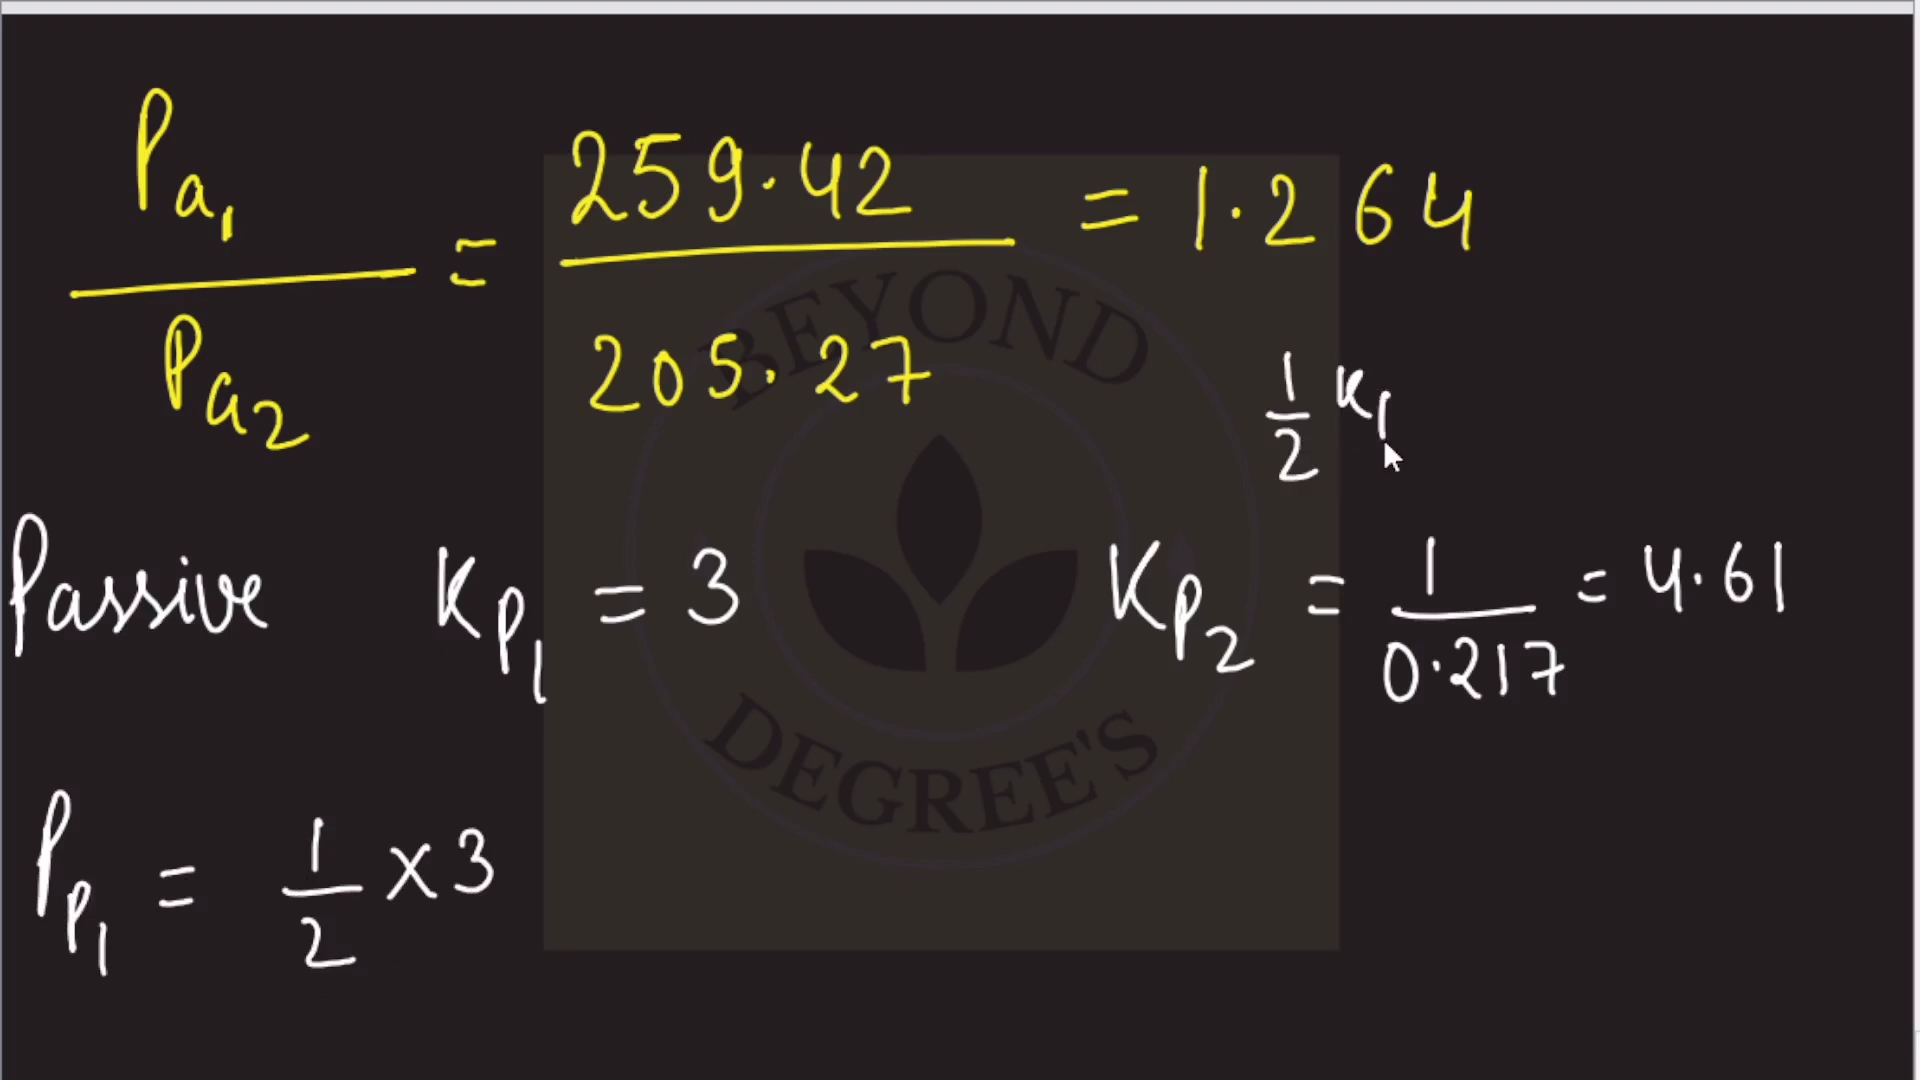 Pa1 / Pa2 = 259.42 / 205.27 = 1.264
1/2 K1
Passive Kp1 = 3 Kp2 = 1/0.217 = 4.61
Pp1 = 1/2 × 3
BEYOND
DEGREE'S